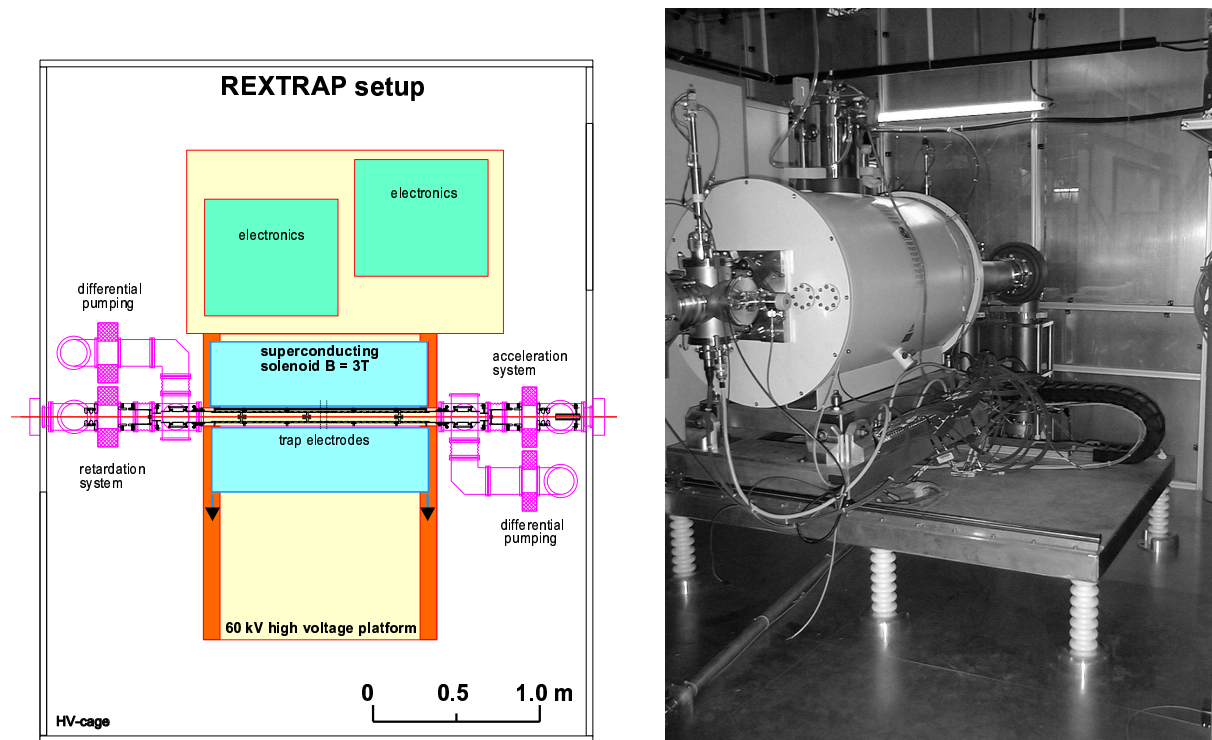 REXTRAP setup
electronics
electronics
differential
pumping
superconducting
solenoid B = 3T
acceleration
system
trap electrodes
retardation
system
differential
pumping
60 kV high voltage platform
0 0.5 1.0 m
HV-cage